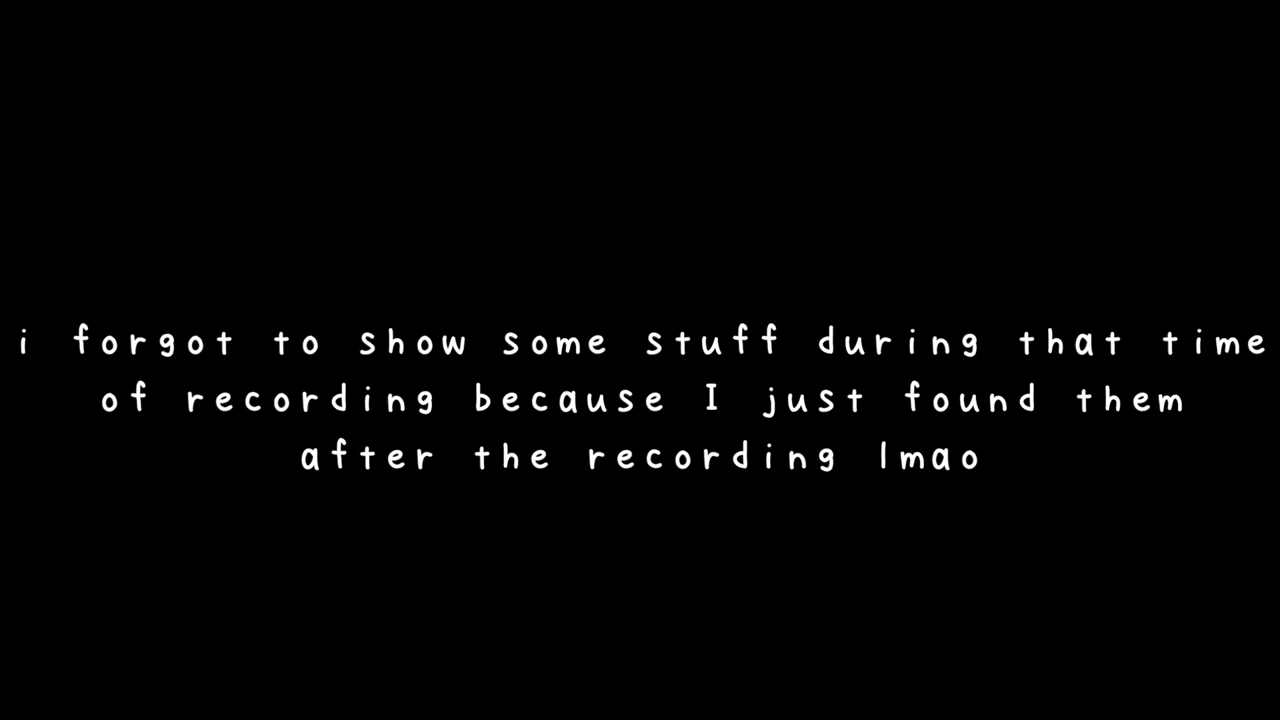 i forgot to show some stuff during that time
of recording because I just found them
after the recording lmao